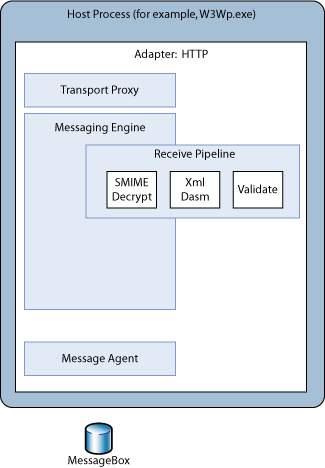 Host Process (for example, W3Wp.exe)
Adapter: HTTP
Transport Proxy
Messaging Engine
Receive Pipeline
SMIME
Decrypt
Xml
Dasm
Validate
Message Agent
MessageBox